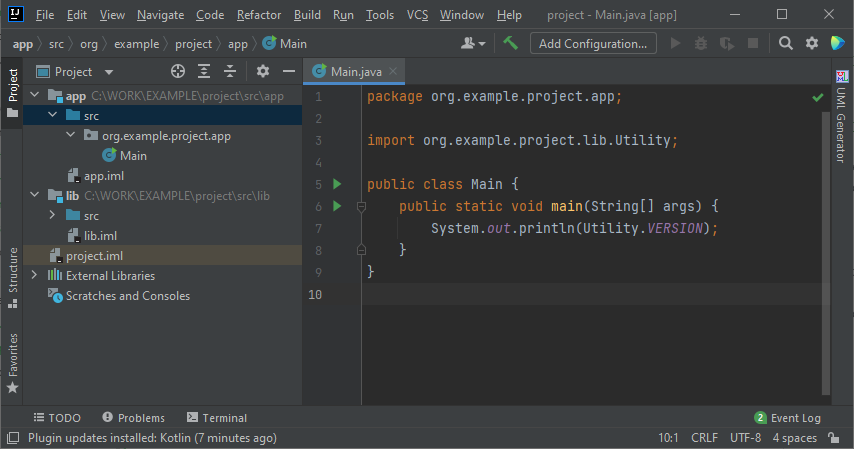 IJ File Edit View Navigate Code Refactor Build Run Tools VCS Window Help project - Main.java [app]
app src org example project app Main Add Configuration...
Project
Main.java
Project
Structure
Favorites
app C:\WORK\EXAMPLE\project\src\app
src
org.example.project.app
Main
app.iml
lib C:\WORK\EXAMPLE\project\src\lib
src
lib.iml
project.iml
External Libraries
Scratches and Consoles
1 package org.example.project.app;
2
3 import org.example.project.lib.Utility;
4
5 public class Main {
6 public static void main(String[] args) {
7 System.out.println(Utility.VERSION);
8 }
9 }
10
UML
UML Generator
TODO Problems Terminal 2 Event Log
Plugin updates installed: Kotlin (7 minutes ago) 10:1 CRLF UTF-8 4 spaces